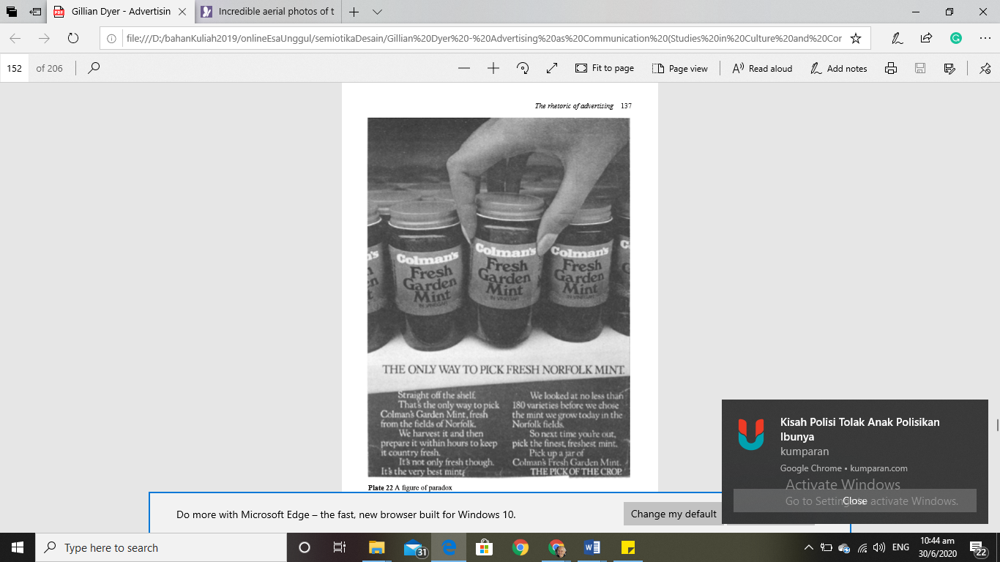 Gillian Dyer - Advertisin
Incredible aerial photos of t
file:///D:/bahanKuliah2019/onlineEsaUnggul/semiotikaDesain/Gillian%20Dyer%20-%20Advertising%20as%20Communication%20(Studies%20in%20Culture%20and%20Cor
152 of 206
Fit to page
Page view
Read aloud
Add notes
The rhetoric of advertising 137
Colman's Fresh Garden Mint IN VINEGAR
Colman's Fresh Garden Mint IN VINEGAR
Colman's Fresh Garden Mint IN VINEGAR
THE ONLY WAY TO PICK FRESH NORFOLK MINT.
Straight off the shelf.
That's the only way to pick
Colman's Garden Mint, fresh
from the fields of Norfolk.
We harvest it and then
prepare it within hours to keep
it country fresh.
It's not only fresh though.
It's the very best mint.
We looked at no less than
180 varieties before we chose
the mint we grow today in the
Norfolk fields.
So next time you're out,
pick the finest, freshest mint.
Pick up a jar of
Colman's Fresh Garden Mint.
THE PICK OF THE CROP.
Plate 22 A figure of paradox
Kisah Polisi Tolak Anak Polisikan
Ibunya
kumparan
Google Chrome • kumparan.com
Activate Windows
Go to Settings to activate Windows.
Close
Do more with Microsoft Edge – the fast, new browser built for Windows 10.
Change my default
Type here to search
31
ENG
10:44 am
30/6/2020
22